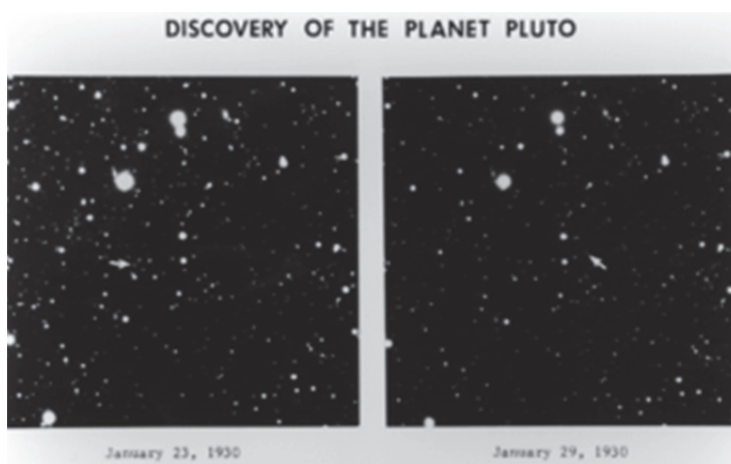 DISCOVERY OF THE PLANET PLUTO
January 23, 1930
January 29, 1930